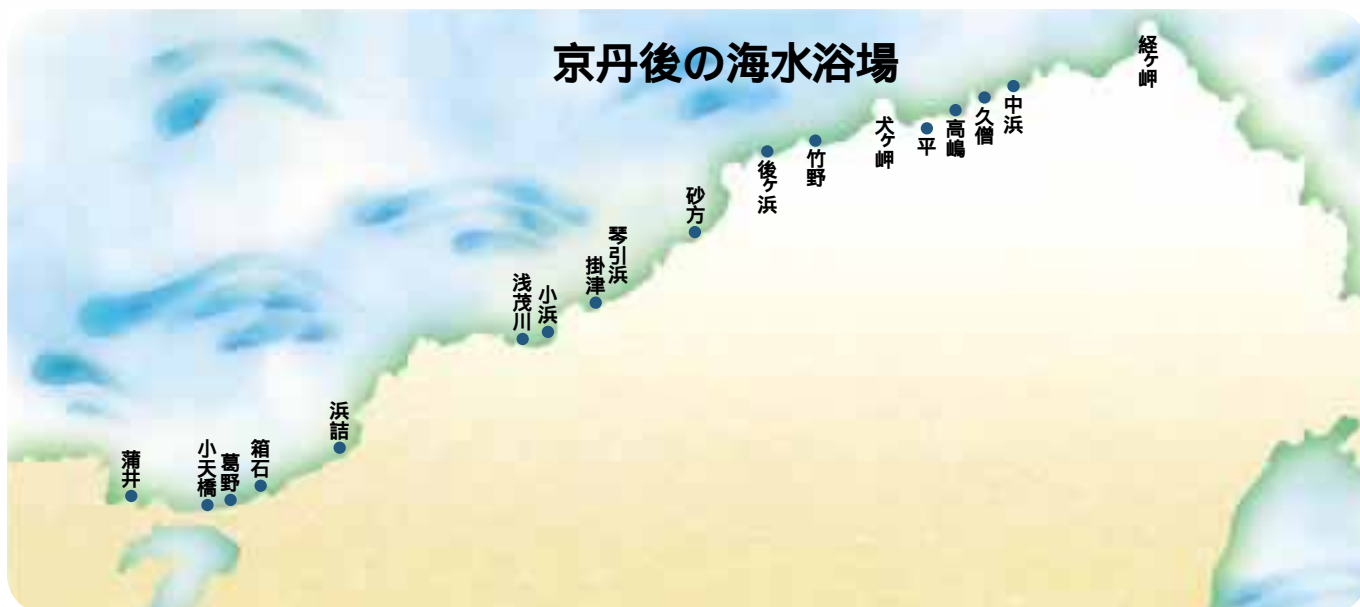 京丹後の海水浴場
経ヶ岬
中浜
久僧
高嶋
平
犬ヶ岬
竹野
後ヶ浜
砂方
琴引浜
掛津
小浜
浅茂川
浜詰
箱石
葛野
小天橋
蒲井